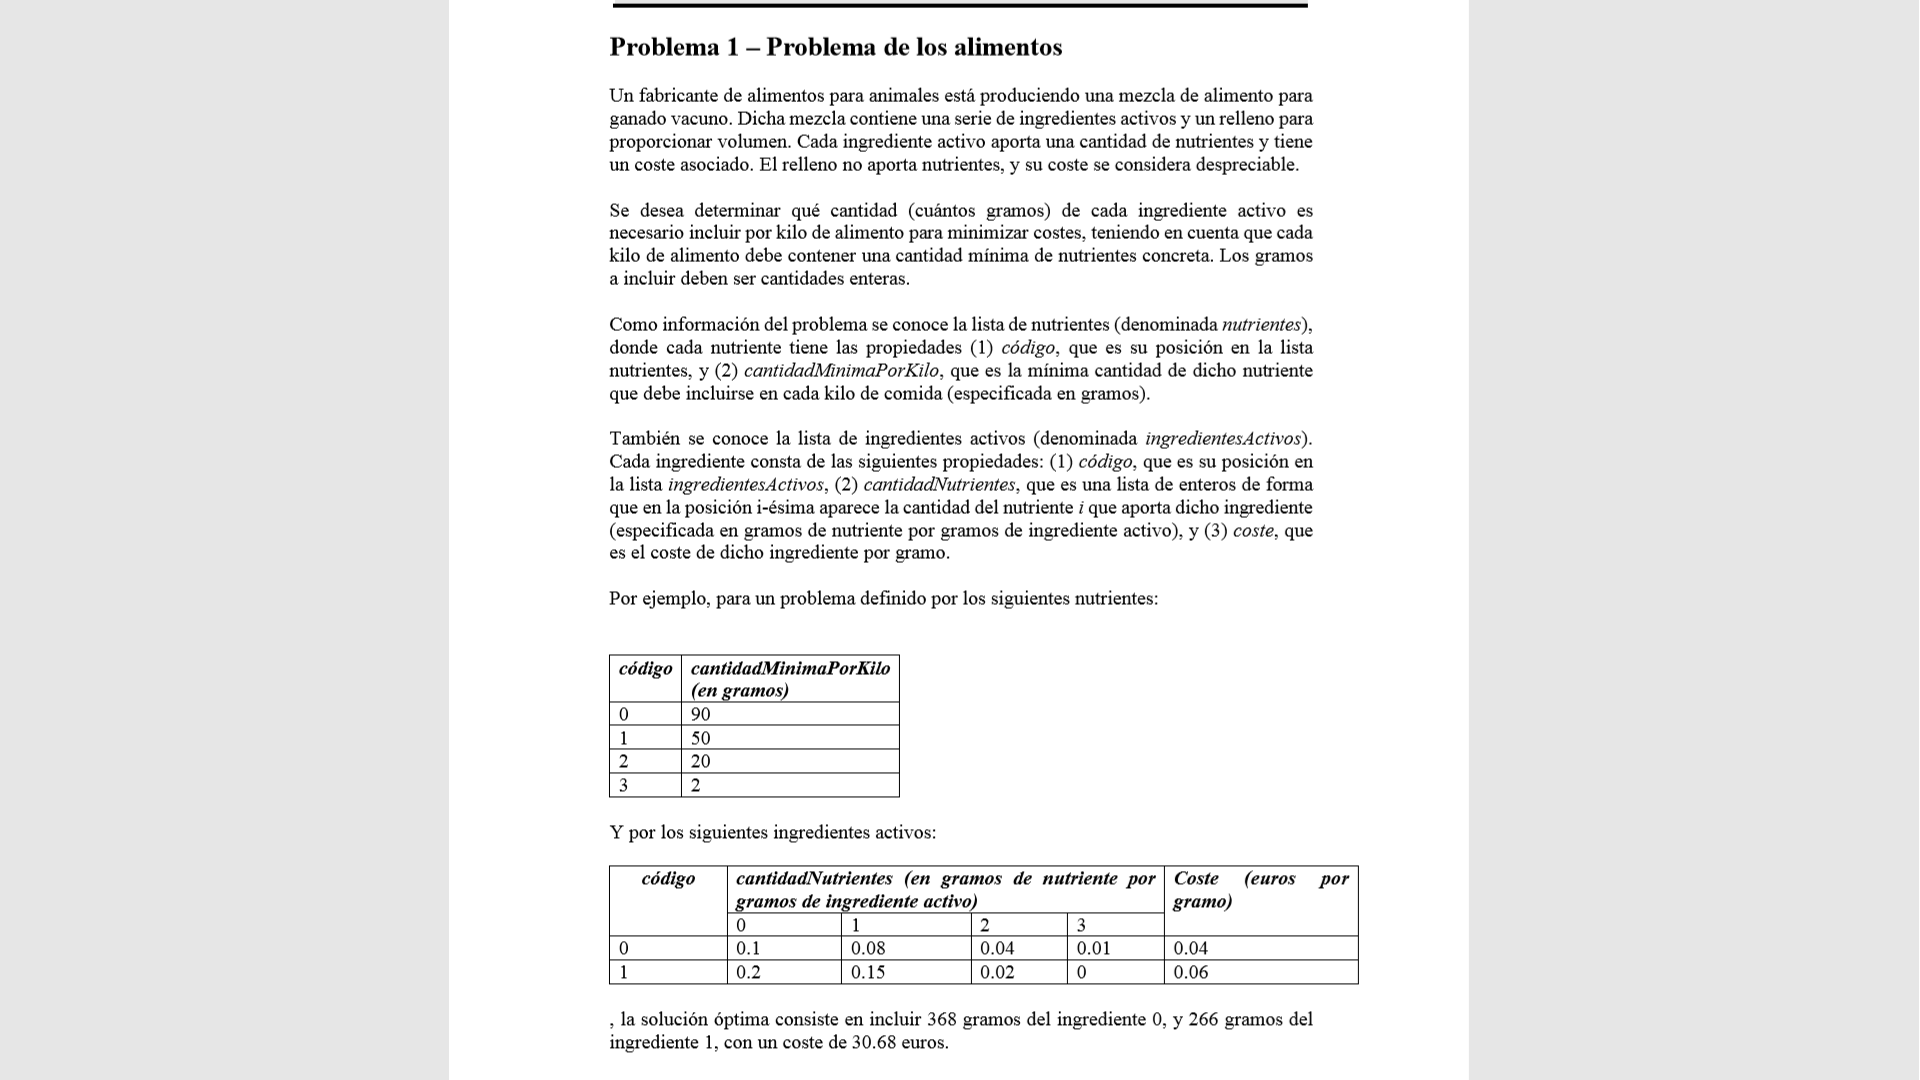 Problema 1 – Problema de los alimentos
Un fabricante de alimentos para animales está produciendo una mezcla de alimento para
ganado vacuno. Dicha mezcla contiene una serie de ingredientes activos y un relleno para
proporcionar volumen. Cada ingrediente activo aporta una cantidad de nutrientes y tiene
un coste asociado. El relleno no aporta nutrientes, y su coste se considera despreciable.
Se desea determinar qué cantidad (cuántos gramos) de cada ingrediente activo es
necesario incluir por kilo de alimento para minimizar costes, teniendo en cuenta que cada
kilo de alimento debe contener una cantidad mínima de nutrientes concreta. Los gramos
a incluir deben ser cantidades enteras.
Como información del problema se conoce la lista de nutrientes (denominada nutrientes),
donde cada nutriente tiene las propiedades (1) código, que es su posición en la lista
nutrientes, y (2) cantidadMinimaPorKilo, que es la mínima cantidad de dicho nutriente
que debe incluirse en cada kilo de comida (especificada en gramos).
También se conoce la lista de ingredientes activos (denominada ingredientesActivos).
Cada ingrediente consta de las siguientes propiedades: (1) código, que es su posición en
la lista ingredientesActivos, (2) cantidadNutrientes, que es una lista de enteros de forma
que en la posición i-ésima aparece la cantidad del nutriente i que aporta dicho ingrediente
(especificada en gramos de nutriente por gramos de ingrediente activo), y (3) coste, que
es el coste de dicho ingrediente por gramo.
Por ejemplo, para un problema definido por los siguientes nutrientes:
código cantidadMinimaPorKilo
(en gramos)
0 90
1 50
2 20
3 2
Y por los siguientes ingredientes activos:
código cantidadNutrientes (en gramos de nutriente por Coste (euros por
gramos de ingrediente activo) gramo)
0 1 2 3
0 0.1 0.08 0.04 0.01 0.04
1 0.2 0.15 0.02 0 0.06
, la solución óptima consiste en incluir 368 gramos del ingrediente 0, y 266 gramos del
ingrediente 1, con un coste de 30.68 euros.